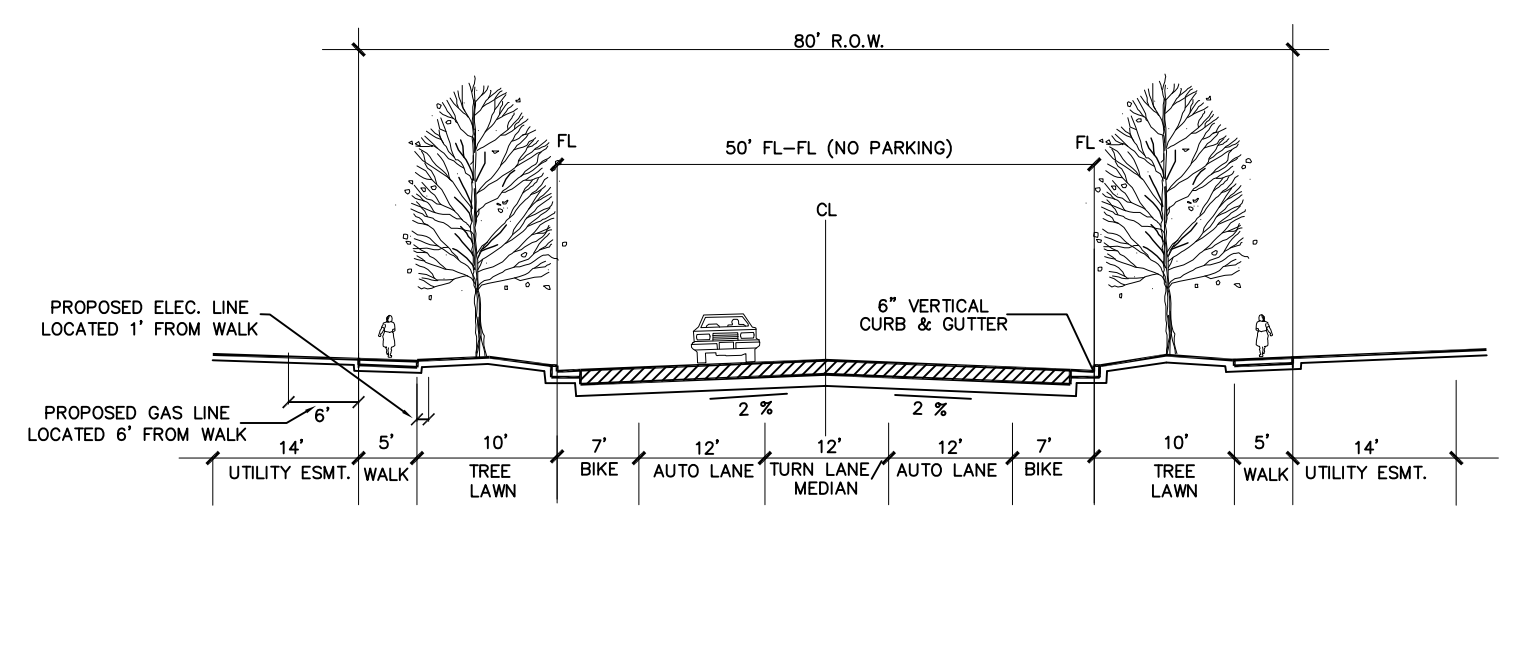 80' R.O.W.
FL
50' FL-FL (NO PARKING)
FL
CL
PROPOSED ELEC. LINE
LOCATED 1' FROM WALK
6" VERTICAL
CURB & GUTTER
PROPOSED GAS LINE
LOCATED 6' FROM WALK
6'
2 %
2 %
14'
5'
10'
7'
12'
12'
12'
7'
10'
5'
14'
UTILITY ESMT.
WALK
TREE
LAWN
BIKE
AUTO LANE
TURN LANE/
MEDIAN
AUTO LANE
BIKE
TREE
LAWN
WALK
UTILITY ESMT.